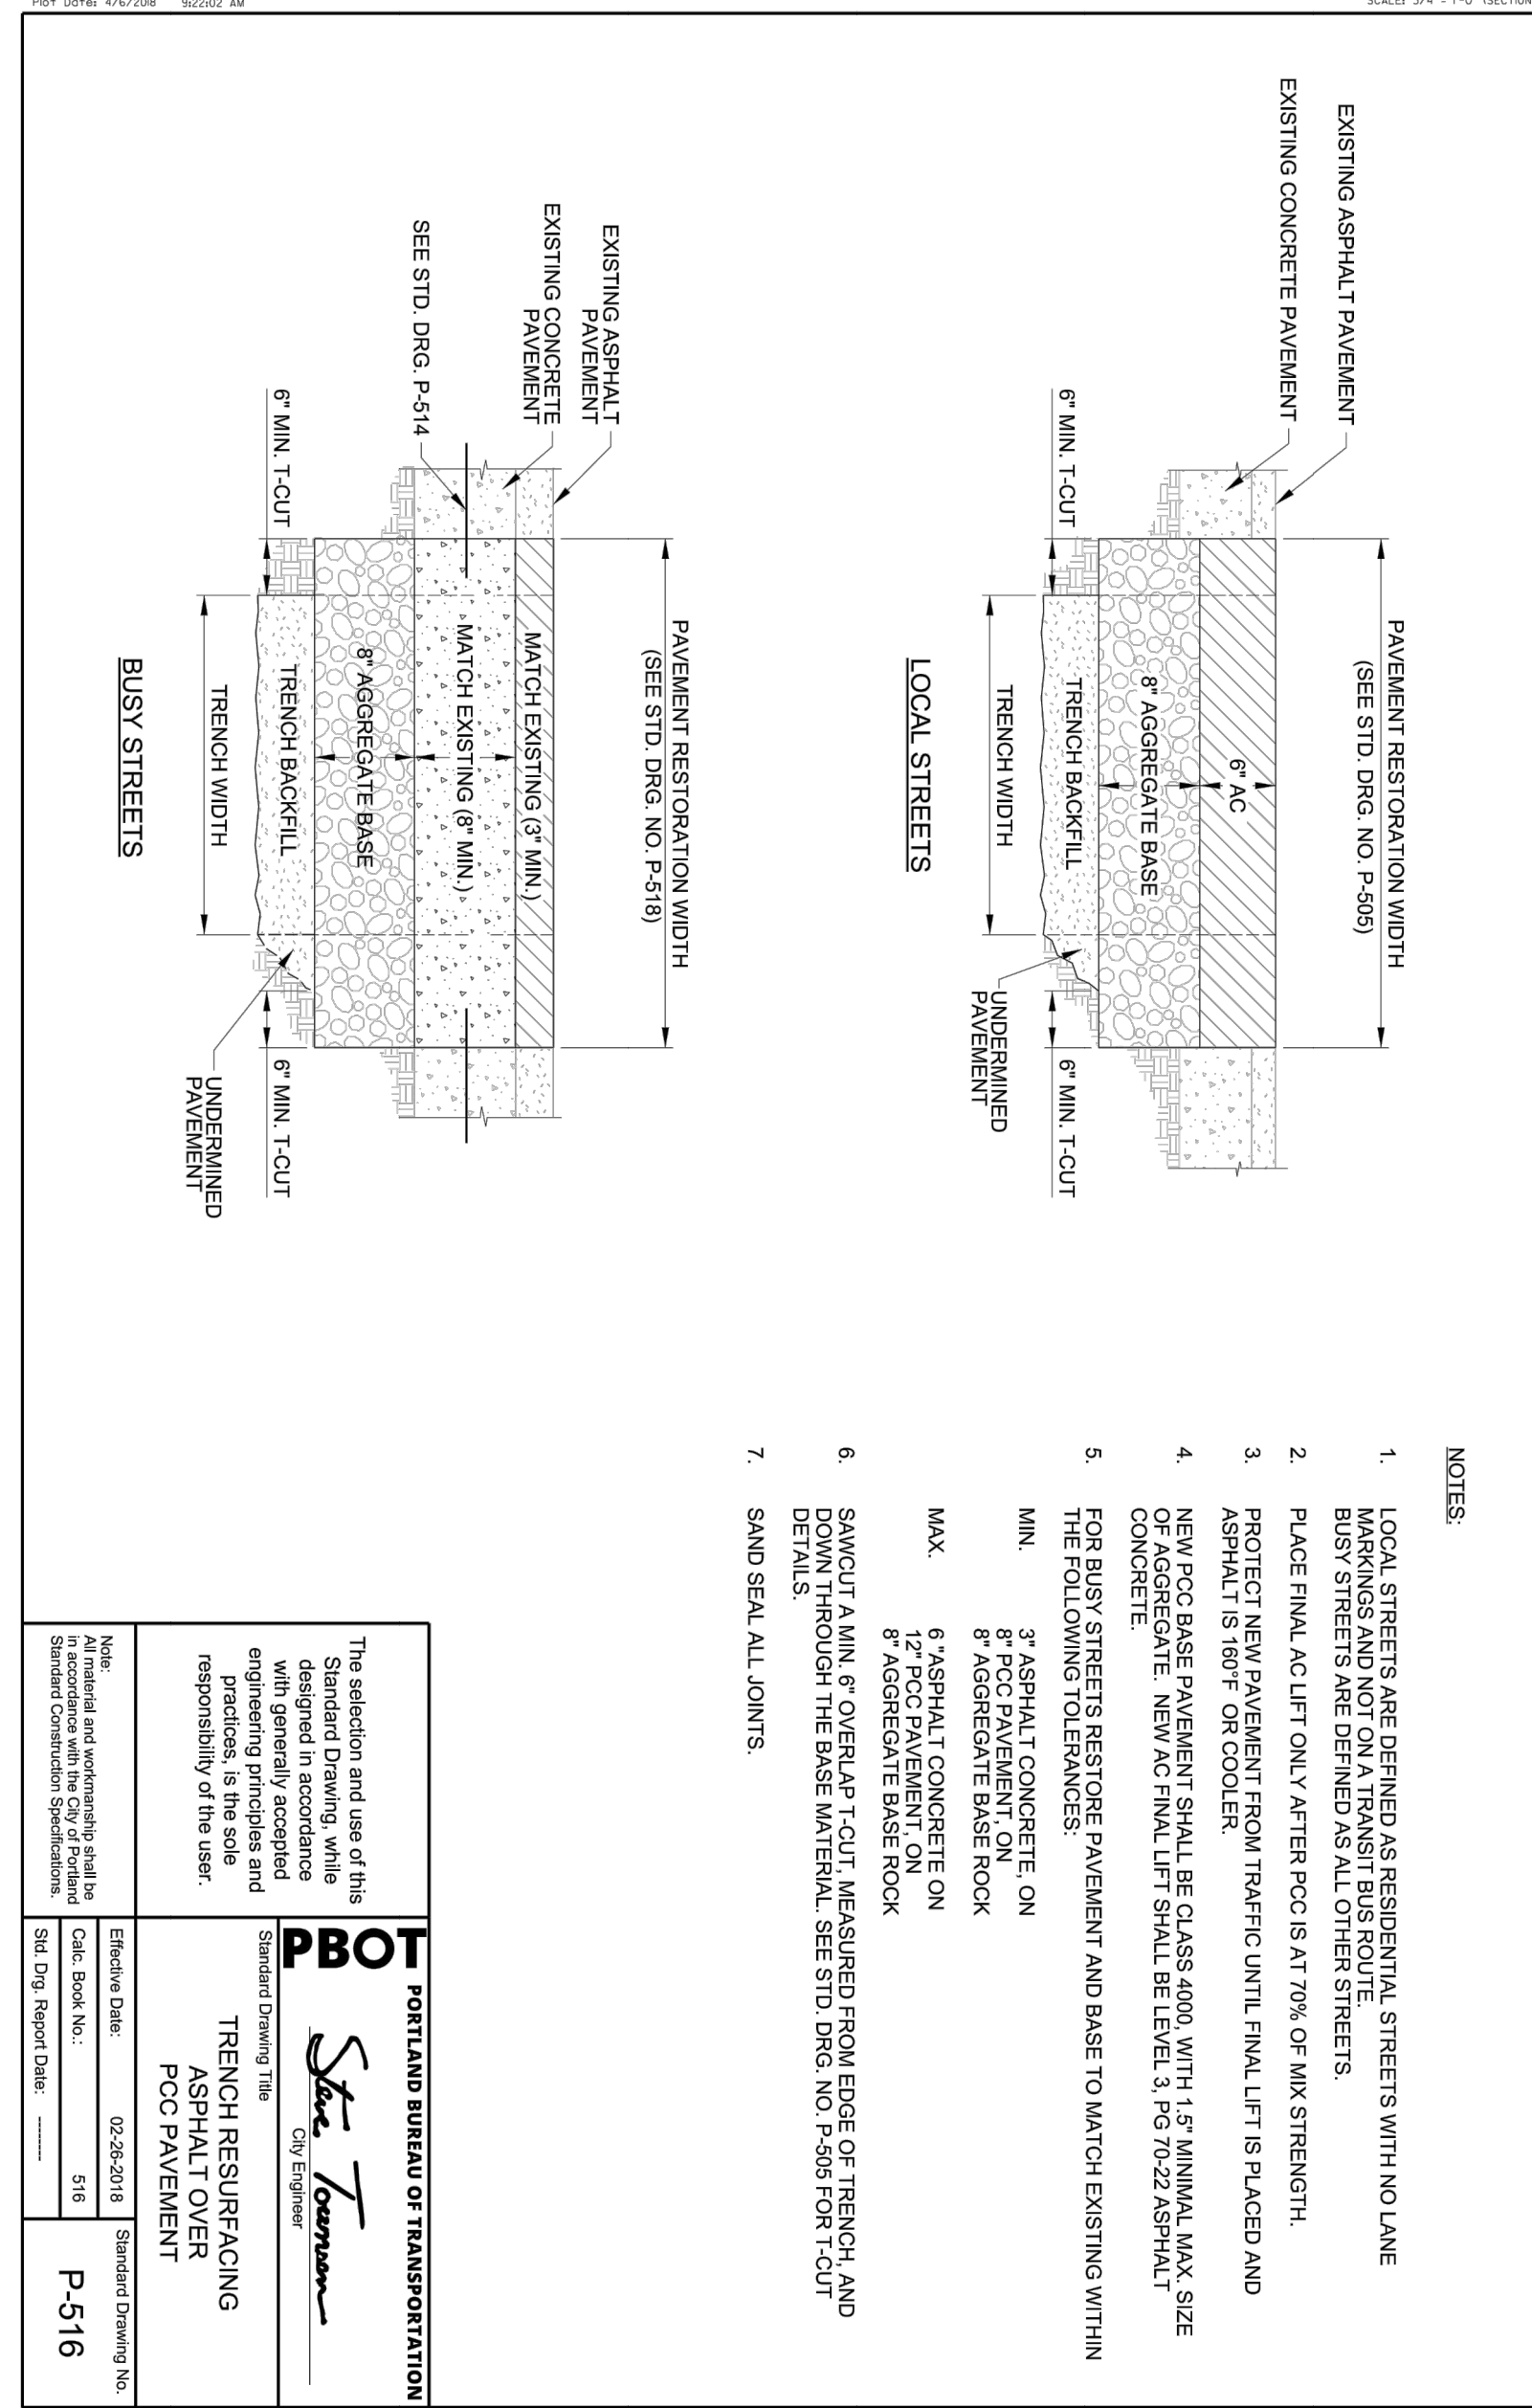 Plot Date: 4/6/2018 9:22:02 AM
PAVEMENT RESTORATION WIDTH
(SEE STD. DRG. NO. P-505)
EXISTING ASPHALT PAVEMENT
EXISTING CONCRETE PAVEMENT
6" AC
8" AGGREGATE BASE
TRENCH BACKFILL
6" MIN. T-CUT
6" MIN. T-CUT
TRENCH WIDTH
UNDERMINED
PAVEMENT
LOCAL STREETS
PAVEMENT RESTORATION WIDTH
(SEE STD. DRG. NO. P-518)
EXISTING ASPHALT
PAVEMENT
EXISTING CONCRETE
PAVEMENT
SEE STD. DRG. P-514
MATCH EXISTING (3" MIN.)
MATCH EXISTING (8" MIN.)
8" AGGREGATE BASE
TRENCH BACKFILL
6" MIN. T-CUT
6" MIN. T-CUT
TRENCH WIDTH
UNDERMINED
PAVEMENT
BUSY STREETS
NOTES:
1. LOCAL STREETS ARE DEFINED AS RESIDENTIAL STREETS WITH NO LANE
MARKINGS AND NOT ON A TRANSIT BUS ROUTE.
BUSY STREETS ARE DEFINED AS ALL OTHER STREETS.
2. PLACE FINAL AC LIFT ONLY AFTER PCC IS AT 70% OF MIX STRENGTH.
3. PROTECT NEW PAVEMENT FROM TRAFFIC UNTIL FINAL LIFT IS PLACED AND
ASPHALT IS 160°F OR COOLER.
4. NEW PCC BASE PAVEMENT SHALL BE CLASS 4000, WITH 1.5" MINIMAL MAX. SIZE
OF AGGREGATE. NEW AC FINAL LIFT SHALL BE LEVEL 3, PG 70-22 ASPHALT
CONCRETE.
5. FOR BUSY STREETS RESTORE PAVEMENT AND BASE TO MATCH EXISTING WITHIN
THE FOLLOWING TOLERANCES:
MIN. 3" ASPHALT CONCRETE, ON
8" PCC PAVEMENT, ON
8" AGGREGATE BASE ROCK
MAX. 6 "ASPHALT CONCRETE ON
12" PCC PAVEMENT, ON
8" AGGREGATE BASE ROCK
6. SAWCUT A MIN. 6" OVERLAP T-CUT, MEASURED FROM EDGE OF TRENCH, AND
DOWN THROUGH THE BASE MATERIAL. SEE STD. DRG. NO. P-505 FOR T-CUT
DETAILS.
7. SAND SEAL ALL JOINTS.
The selection and use of this
Standard Drawing, while
designed in accordance
with generally accepted
engineering principles and
practices, is the sole
responsibility of the user.
Note:
All material and workmanship shall be
in accordance with the City of Portland
Standard Construction Specifications.
PBOT PORTLAND BUREAU OF TRANSPORTATION
City Engineer
Standard Drawing Title
TRENCH RESURFACING
ASPHALT OVER
PCC PAVEMENT
Effective Date: 02-26-2018
Calc. Book No.: 516
Std. Drg. Report Date: --------
Standard Drawing No.
P-516